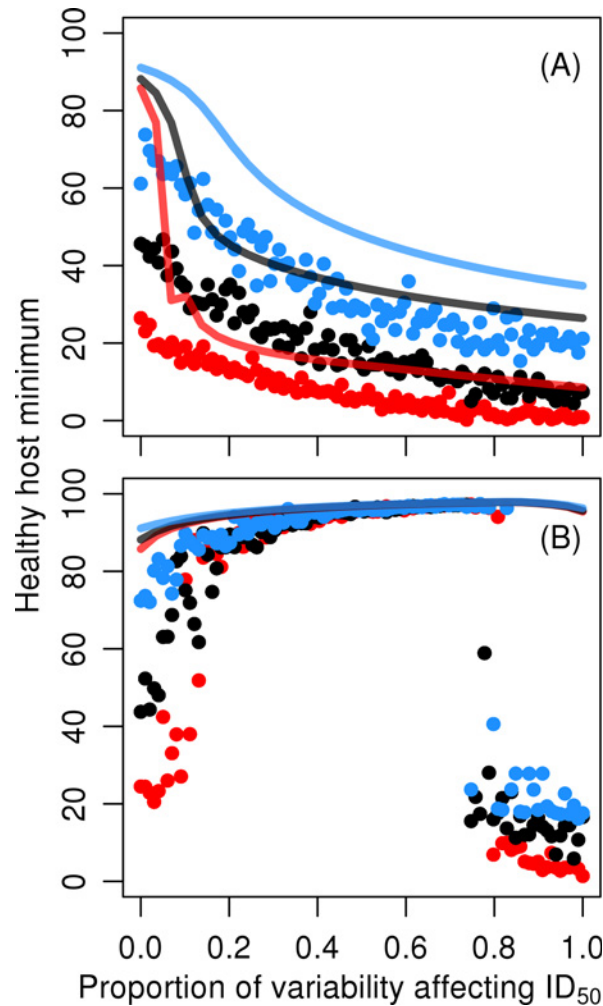 100
80
60
40
20
0
(A)
Healthy host minimum
100
80
60
40
20
0
(B)
0.0 0.2 0.4 0.6 0.8 1.0
Proportion of variability affecting ID50